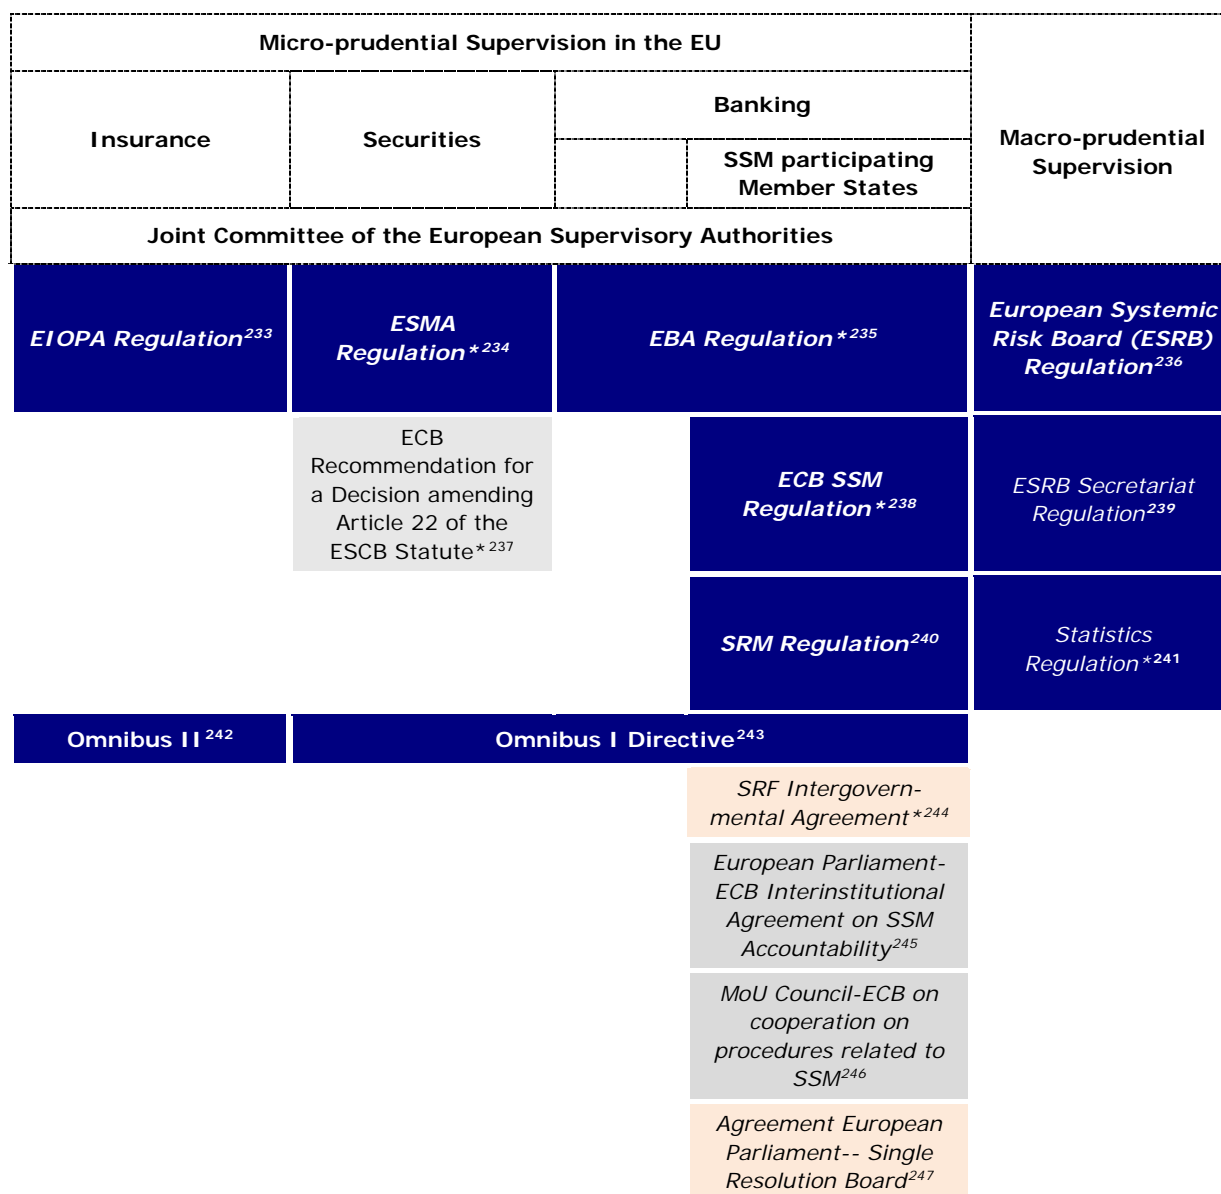 Micro-prudential Supervision in the EU
Insurance
Securities
Banking
SSM participating
Member States
Macro-prudential
Supervision
Joint Committee of the European Supervisory Authorities
EIOPA Regulation233
ESMA
Regulation*234
EBA Regulation*235
European Systemic
Risk Board (ESRB)
Regulation236
ECB
Recommendation for
a Decision amending
Article 22 of the
ESCB Statute*237
ECB SSM
Regulation*238
ESRB Secretariat
Regulation239
SRM Regulation240
Statistics
Regulation*241
Omnibus II242
Omnibus I Directive243
SRF Intergovern-
mental Agreement*244
European Parliament-
ECB Interinstitutional
Agreement on SSM
Accountability245
MoU Council-ECB on
cooperation on
procedures related to
SSM246
Agreement European
Parliament-- Single
Resolution Board247